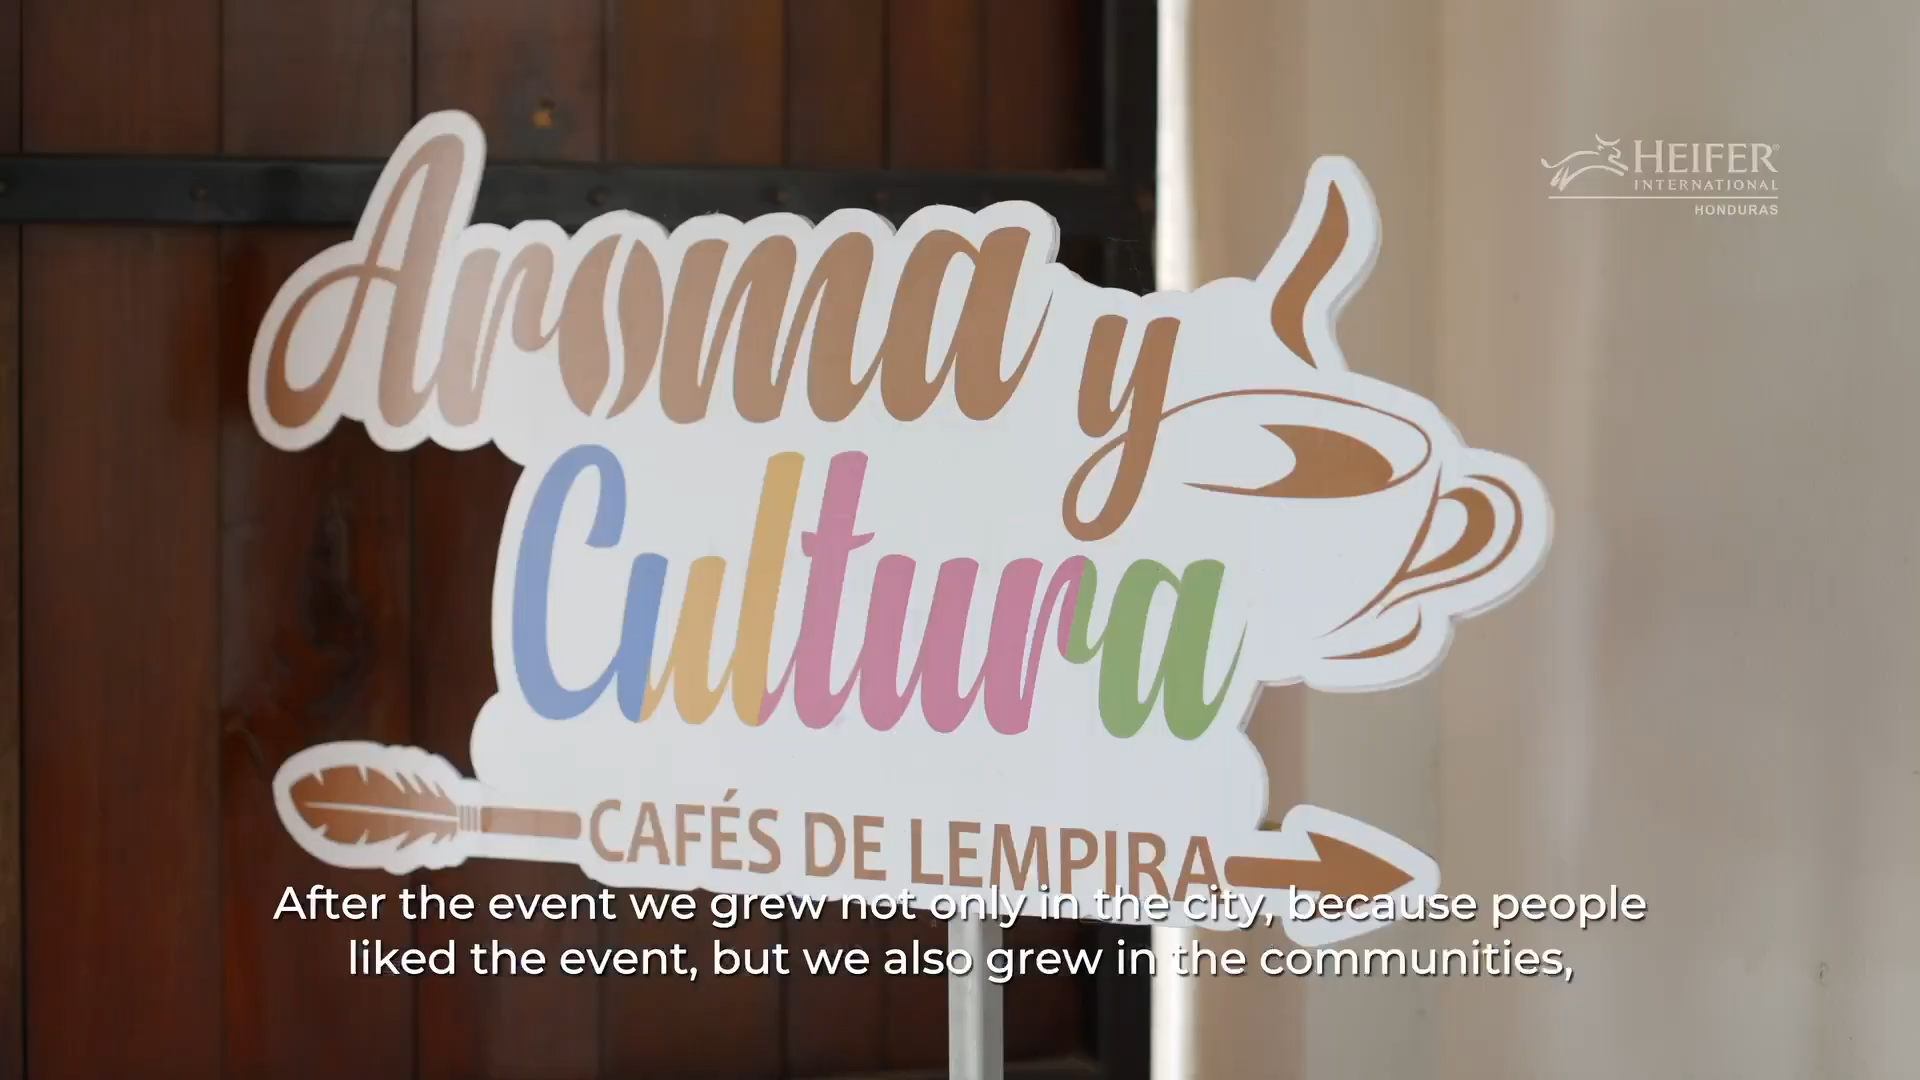 HEIFER
INTERNATIONAL
HONDURAS
Aroma y
Cultura
CAFÉS DE LEMPIRA
After the event we grew not only in the city, because people
liked the event, but we also grew in the communities,